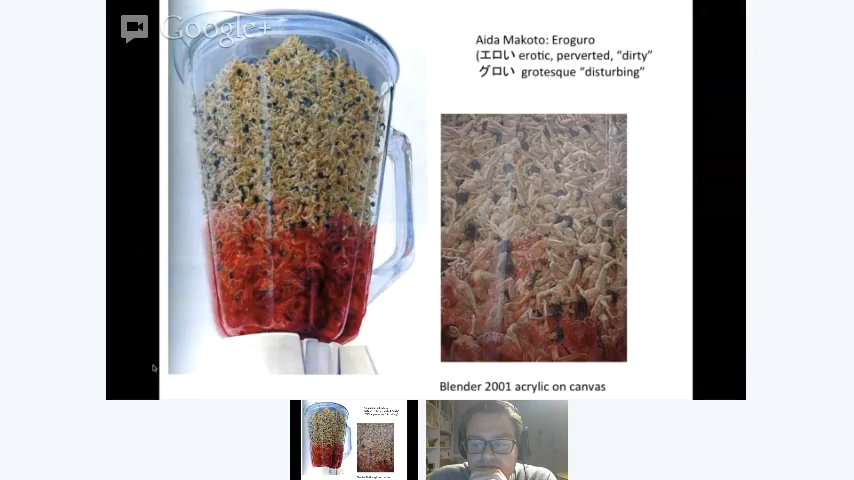 Google+
Aida Makoto: Eroguro
(エロい erotic, perverted, “dirty”
グロい grotesque “disturbing”
Blender 2001 acrylic on canvas